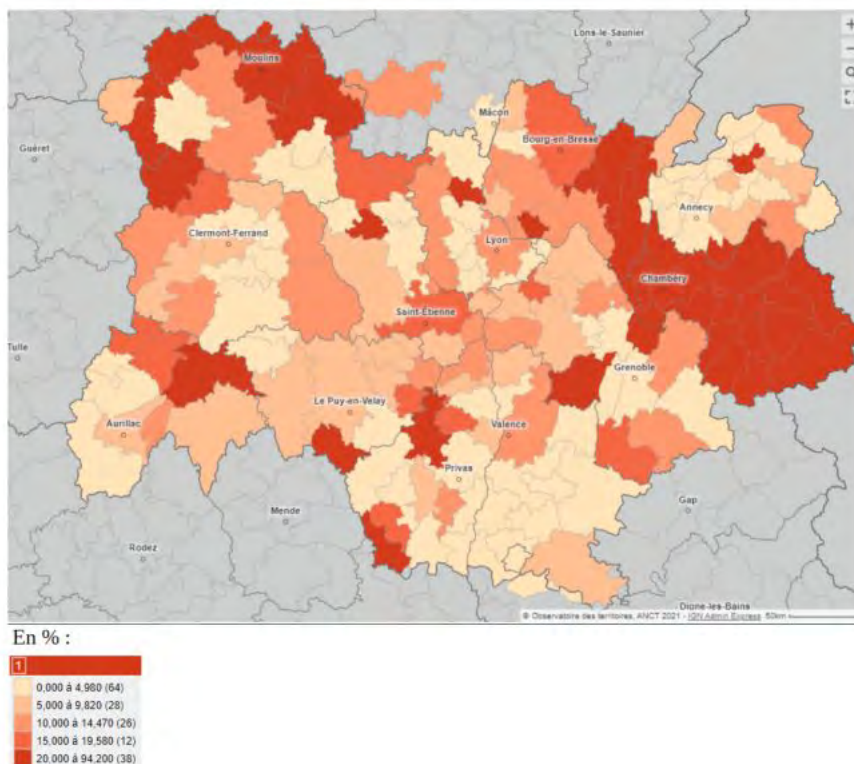 Lons-le-Saunier
Moulins
Mâcon
Bourg-en-Bresse
Guéret
Annecy
Clermont-Ferrand
Lyon
Chambéry
Saint-Étienne
Tulle
Grenoble
Le Puy-en-Velay
Aurillac
Valence
Privas
Mende
Gap
Rodez
Digne-les-Bains
© Observatoire des territoires, ANCT 2021 - IGN Admin Express 50km
En % :
1
0,000 à 4,980 (64)
5,000 à 9,820 (28)
10,000 à 14,470 (26)
15,000 à 19,580 (12)
20,000 à 94,200 (38)